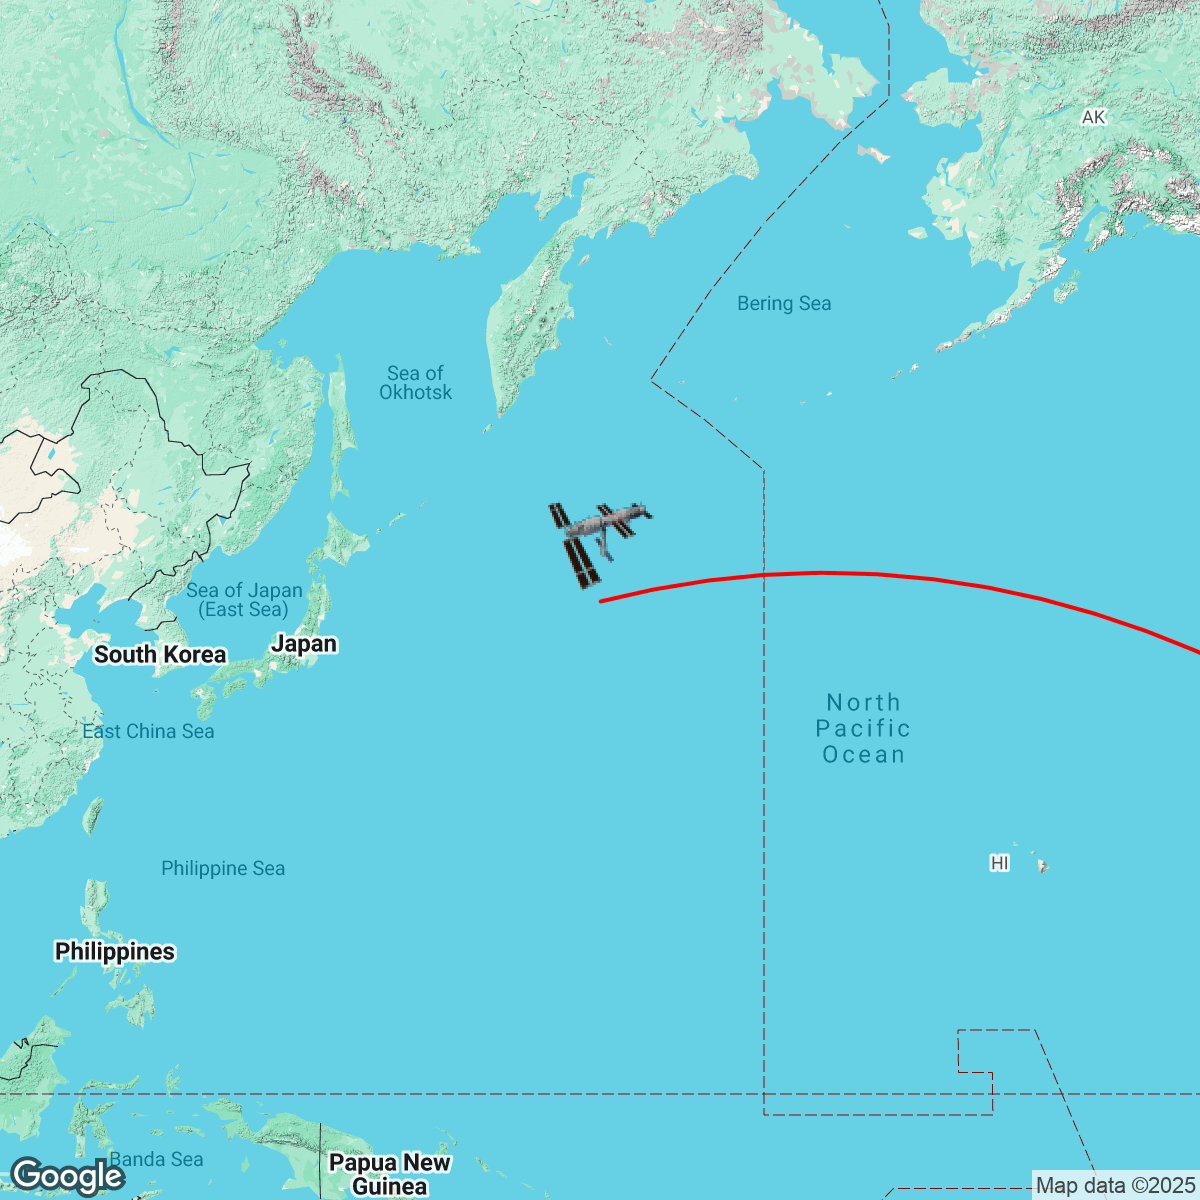 AK
Bering Sea
Sea of
Okhotsk
Sea of Japan
(East Sea)
South Korea
Japan
East China Sea
North
Pacific
Ocean
Philippine Sea
HI
Philippines
Banda Sea
Papua New
Guinea
Google
Map data ©2025